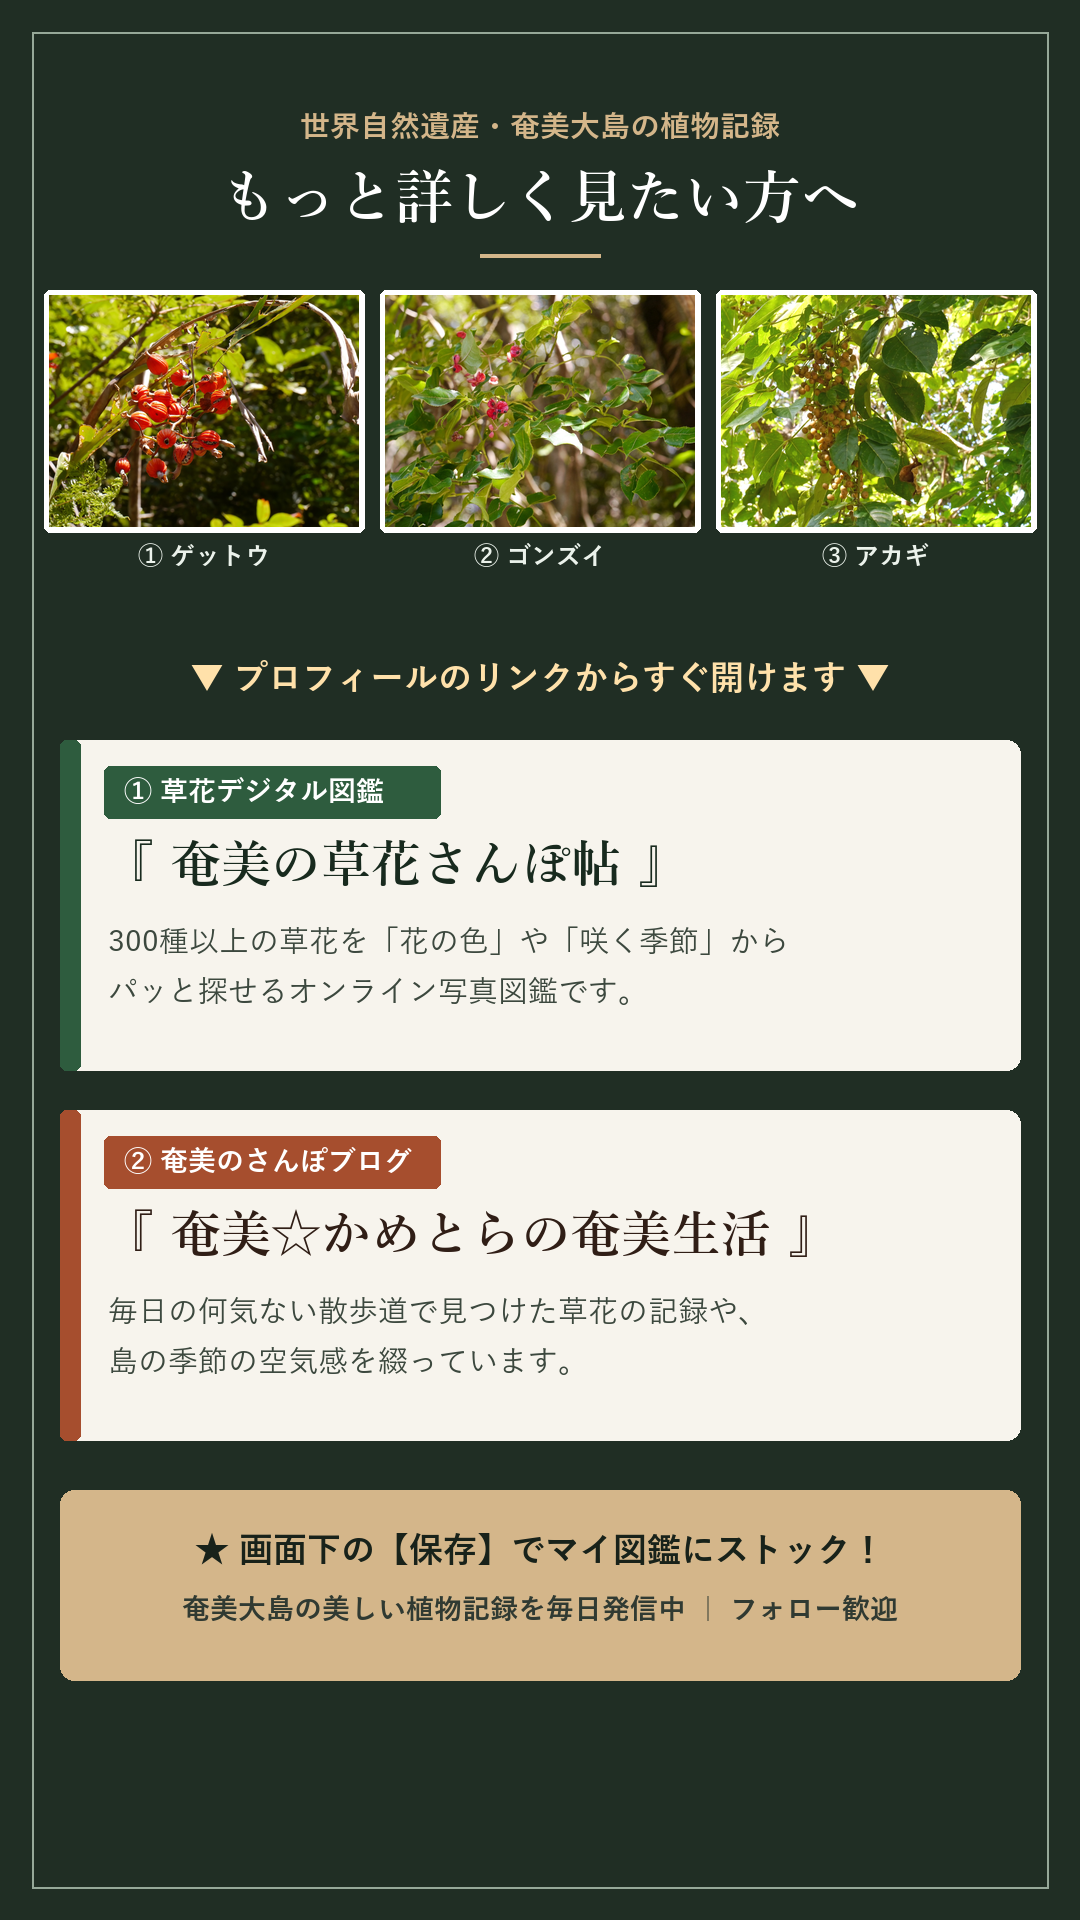 世界自然遺産・奄美大島の植物記録
もっと詳しく見たい方へ
① ゲットウ
② ゴンズイ
③ アカギ
▼ プロフィールのリンクからすぐ開けます ▼
① 草花デジタル図鑑
『 奄美の草花さんぽ帖 』
300種以上の草花を「花の色」や「咲く季節」から
パッと探せるオンライン写真図鑑です。
② 奄美のさんぽブログ
『 奄美☆かめとらの奄美生活 』
毎日の何気ない散歩道で見つけた草花の記録や、
島の季節の空気感を綴っています。
★ 画面下の【保存】でマイ図鑑にストック！
奄美大島の美しい植物記録を毎日発信中 ｜ フォロー歓迎